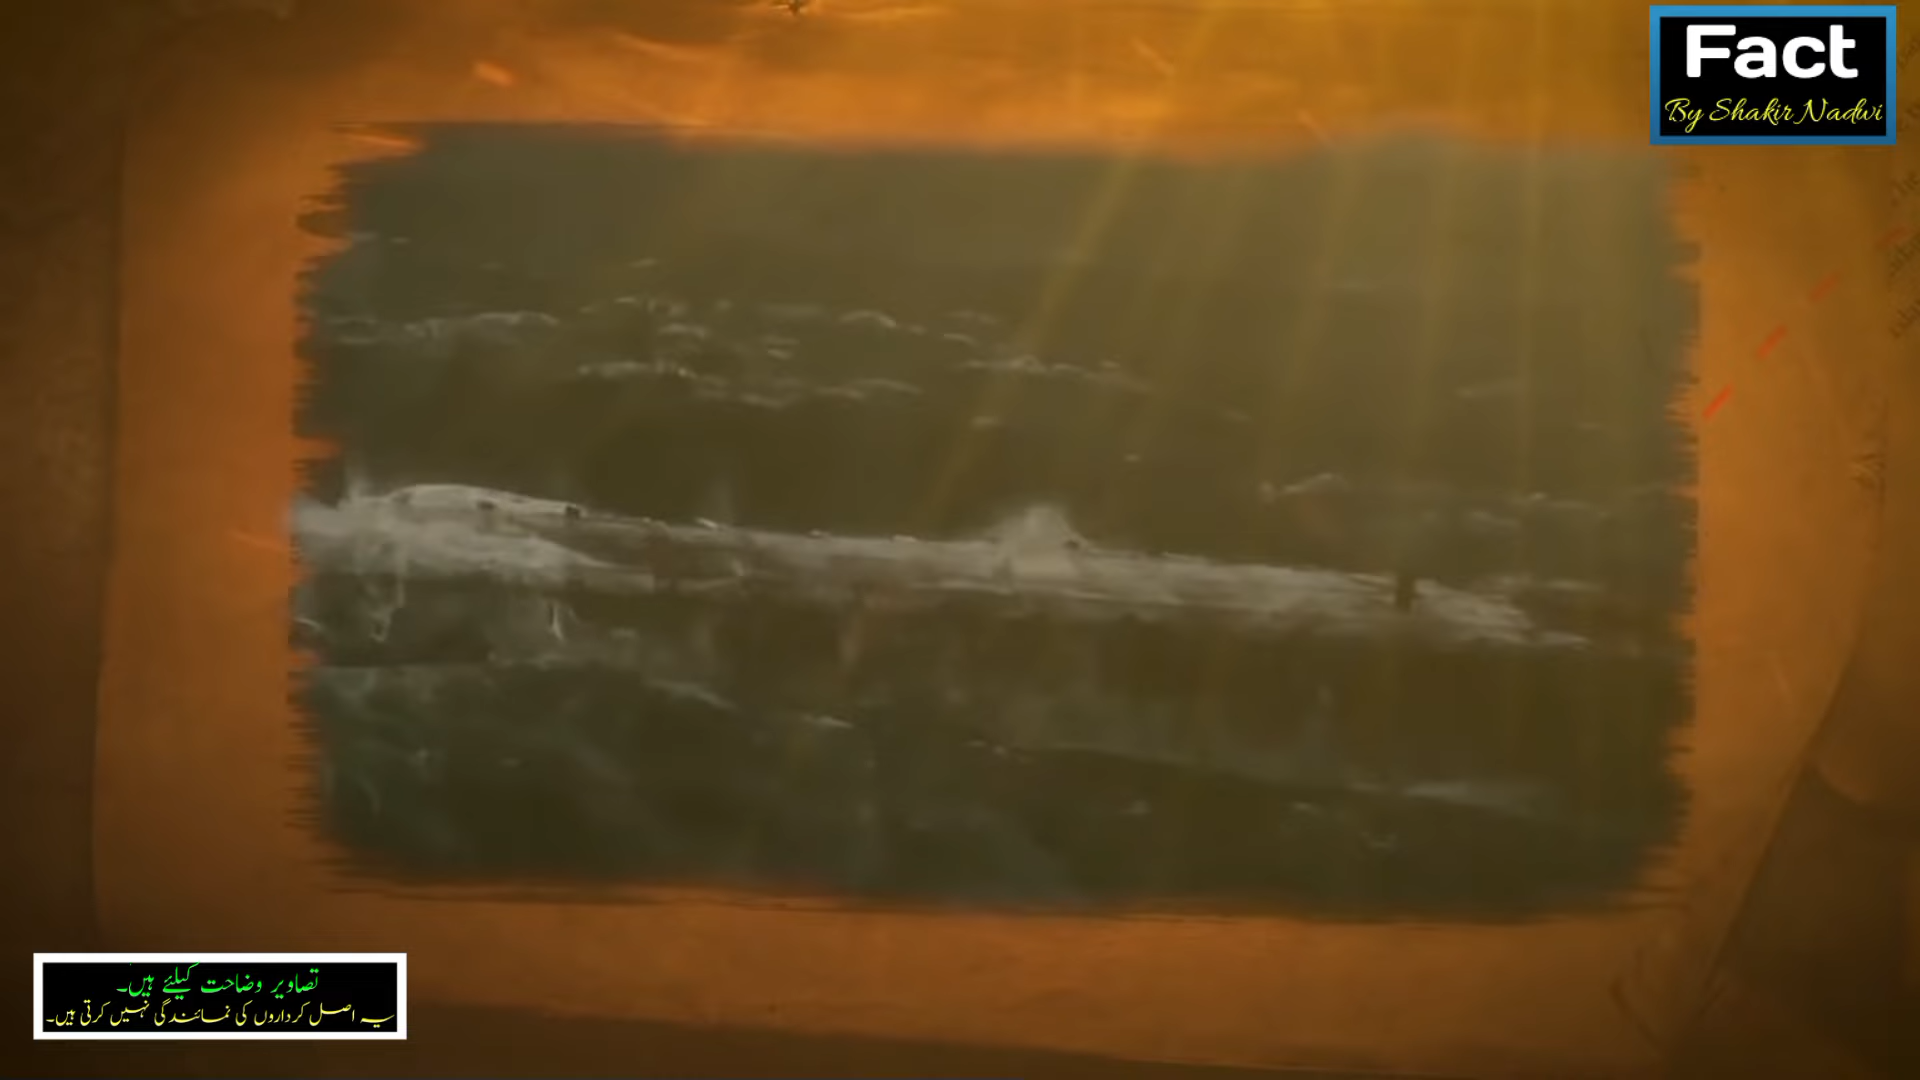 Fact
By Shakir Nadwi
تصاویر وضاحت کیلئے ہیں۔
یہ اصل کرداروں کی نمائندگی نہیں کرتی ہیں۔